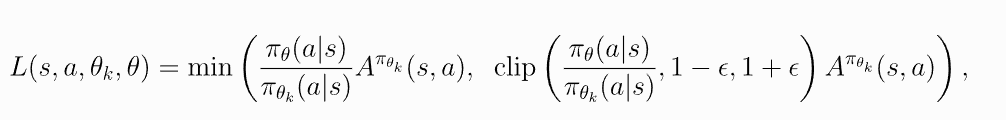 L(s, a, θ_k, θ) = min ( π_θ(a|s) / π_{θ_k}(a|s) A^{π_{θ_k}}(s, a), clip ( π_θ(a|s) / π_{θ_k}(a|s), 1 − ϵ, 1 + ϵ ) A^{π_{θ_k}}(s, a) ) ,